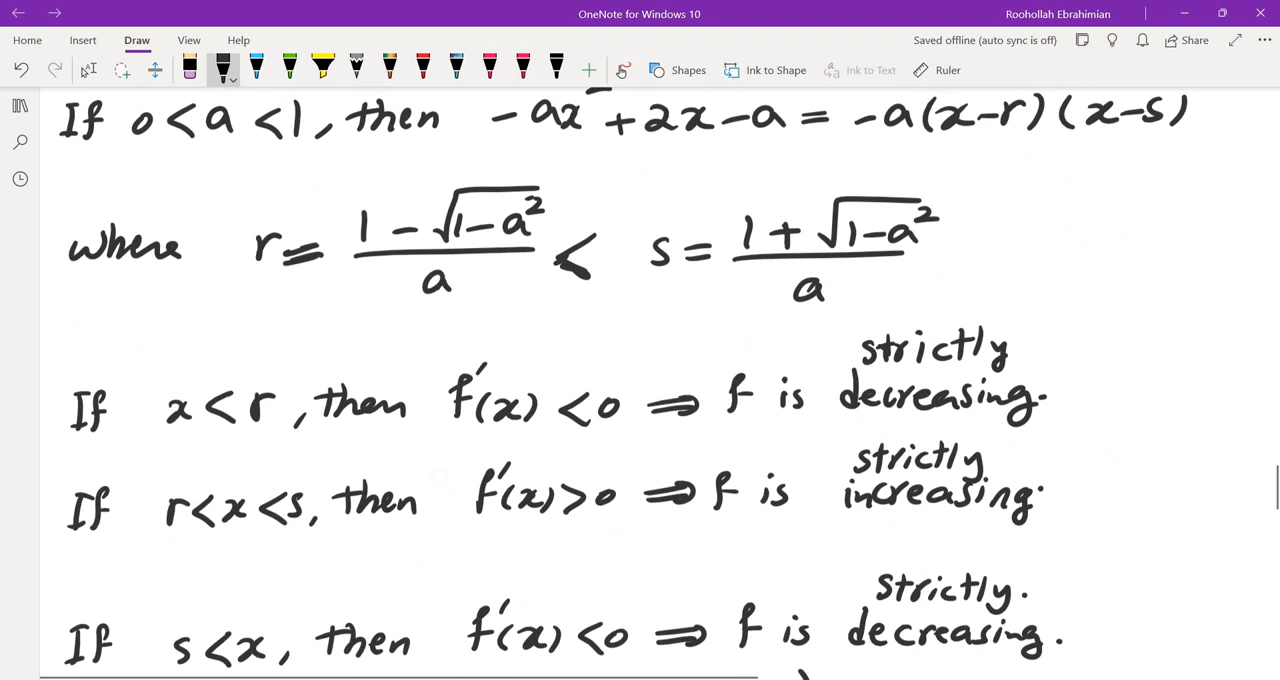 OneNote for Windows 10
Roohollah Ebrahimian
Home Insert Draw View Help
Saved offline (auto sync is off) Share
Shapes Ink to Shape Ink to Text Ruler
If 0 < a < 1, then -ax² + 2x - a = -a(x-r)(x-s)
where r = (1 - √(1-a²))/a < s = (1 + √(1-a²))/a
If x < r, then f'(x) < 0 ⇒ f is strictly decreasing.
If r < x < s, then f'(x) > 0 ⇒ f is strictly increasing.
If s < x, then f'(x) < 0 ⇒ f is strictly. decreasing.